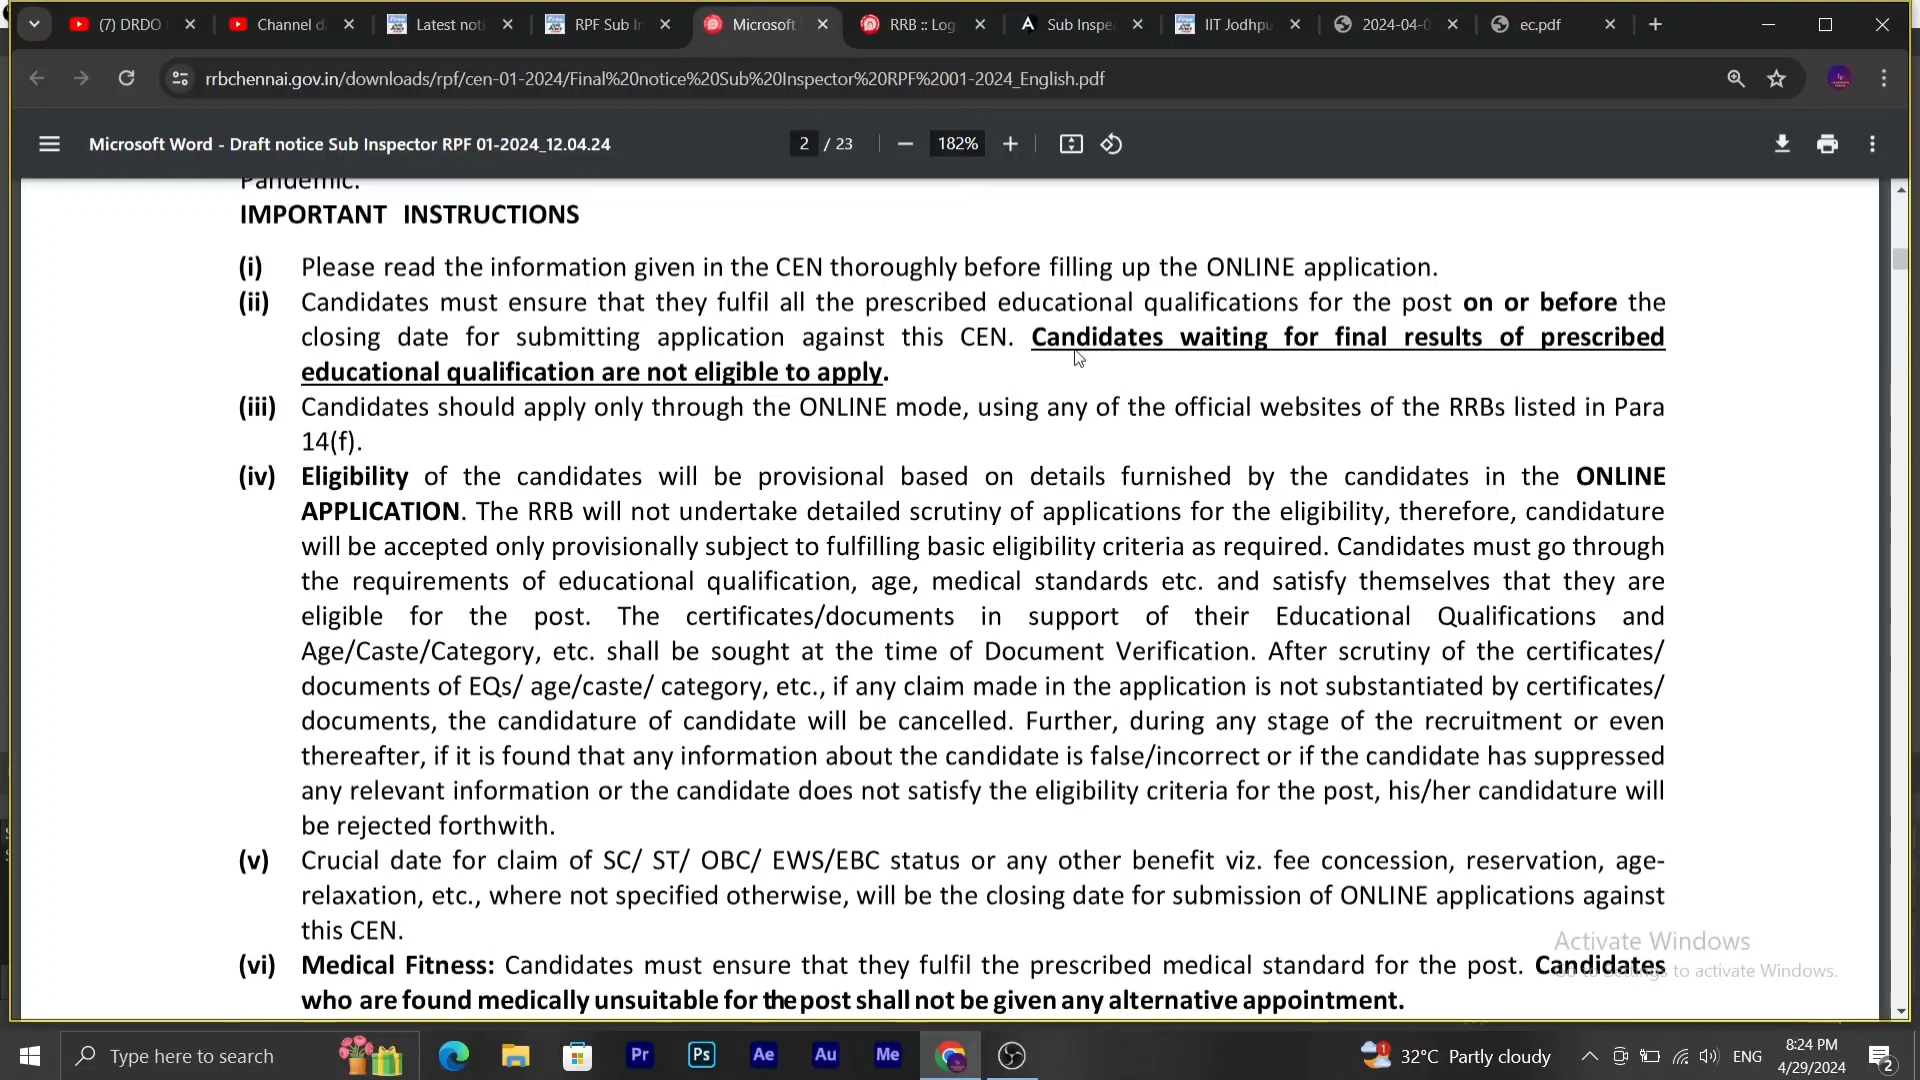 (7) DRDO
Channel d
Latest noti
RPF Sub In
Microsoft
RRB :: Log
Sub Inspe
IIT Jodhpu
2024-04-0
ec.pdf
rrbchennai.gov.in/downloads/rpf/cen-01-2024/Final%20notice%20Sub%20Inspector%20RPF%2001-2024_English.pdf
Microsoft Word - Draft notice Sub Inspector RPF 01-2024_12.04.24
2 / 23
182%
Pandemic.
IMPORTANT INSTRUCTIONS
(i) Please read the information given in the CEN thoroughly before filling up the ONLINE application.
(ii) Candidates must ensure that they fulfil all the prescribed educational qualifications for the post on or before the
closing date for submitting application against this CEN. Candidates waiting for final results of prescribed
educational qualification are not eligible to apply.
(iii) Candidates should apply only through the ONLINE mode, using any of the official websites of the RRBs listed in Para
14(f).
(iv) Eligibility of the candidates will be provisional based on details furnished by the candidates in the ONLINE
APPLICATION. The RRB will not undertake detailed scrutiny of applications for the eligibility, therefore, candidature
will be accepted only provisionally subject to fulfilling basic eligibility criteria as required. Candidates must go through
the requirements of educational qualification, age, medical standards etc. and satisfy themselves that they are
eligible for the post. The certificates/documents in support of their Educational Qualifications and
Age/Caste/Category, etc. shall be sought at the time of Document Verification. After scrutiny of the certificates/
documents of EQs/ age/caste/ category, etc., if any claim made in the application is not substantiated by certificates/
documents, the candidature of candidate will be cancelled. Further, during any stage of the recruitment or even
thereafter, if it is found that any information about the candidate is false/incorrect or if the candidate has suppressed
any relevant information or the candidate does not satisfy the eligibility criteria for the post, his/her candidature will
be rejected forthwith.
(v) Crucial date for claim of SC/ ST/ OBC/ EWS/EBC status or any other benefit viz. fee concession, reservation, age-
relaxation, etc., where not specified otherwise, will be the closing date for submission of ONLINE applications against
this CEN.
Activate Windows
(vi) Medical Fitness: Candidates must ensure that they fulfil the prescribed medical standard for the post. Candidates
Go to Settings to activate Windows.
who are found medically unsuitable for the post shall not be given any alternative appointment.
Type here to search
Pr
Ps
Ae
Au
Me
1
32°C Partly cloudy
ENG
8:24 PM
4/29/2024
2